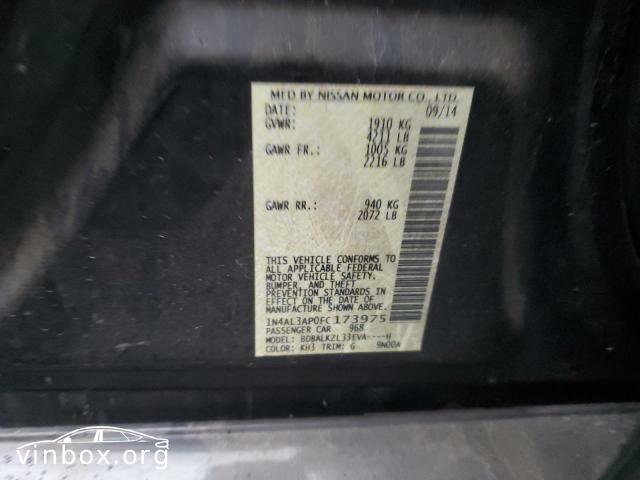 MFD BY NISSAN MOTOR CO., LTD.
DATE: 09/14
GVWR: 1910 KG
4211 LB
GAWR FR.: 1005 KG
2216 LB
GAWR RR.: 940 KG
2072 LB
THIS VEHICLE CONFORMS TO
ALL APPLICABLE FEDERAL
MOTOR VEHICLE SAFETY,
BUMPER, AND THEFT
PREVENTION STANDARDS IN
EFFECT ON THE DATE OF
MANUFACTURE SHOWN ABOVE.
1N4AL3AP0FC173975
PASSENGER CAR 968
MODEL: BDBALKZL33EVA----H
COLOR: KH3 TRIM: G 9N00A
vinbox.org